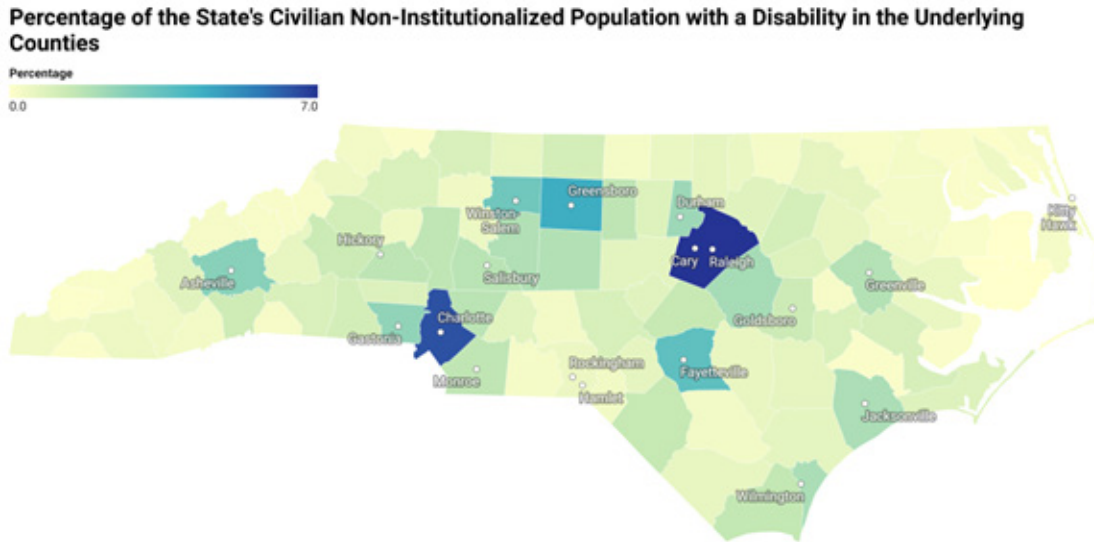 Percentage of the State's Civilian Non-Institutionalized Population with a Disability in the Underlying
Counties
Percentage
0.0
7.0
Greensboro
Durham
Winston-
Salem
Kitty
Hawk
Hickory
Cary
Raleigh
Salisbury
Asheville
Greenville
Charlotte
Goldsboro
Gastonia
Rockingham
Fayetteville
Monroe
Hamlet
Jacksonville
Wilmington